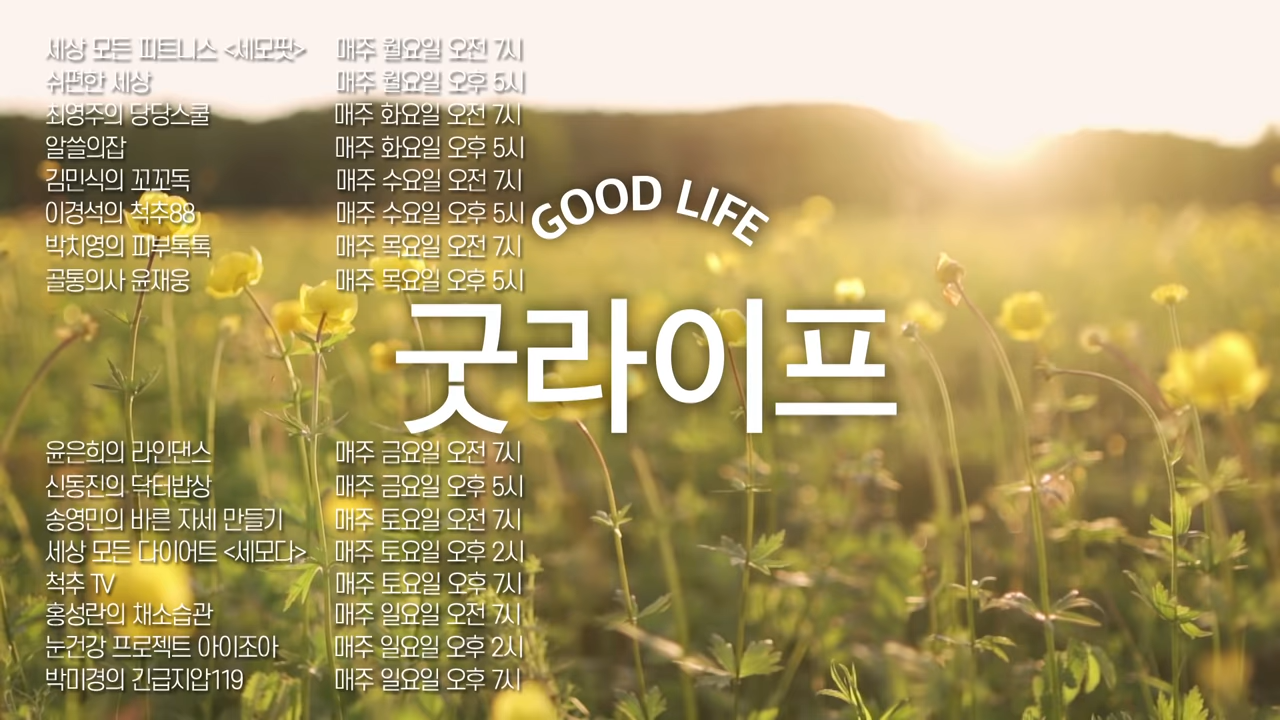 세상 모든 피트니스 <세모핏> 매주 월요일 오전 7시
쉬편한 세상 매주 월요일 오후 5시
최영주의 당당스쿨 매주 화요일 오전 7시
알쓸의잡 매주 화요일 오후 5시
김민식의 꼬꼬독 매주 수요일 오전 7시
이경석의 척추88 매주 수요일 오후 5시
박치영의 피부톡톡 매주 목요일 오전 7시
골통의사 윤재웅 매주 목요일 오후 5시
GOOD LIFE
굿라이프
윤은희의 라인댄스 매주 금요일 오전 7시
신동진의 닥터밥상 매주 금요일 오후 5시
송영민의 바른 자세 만들기 매주 토요일 오전 7시
세상 모든 다이어트 <세모다> 매주 토요일 오후 2시
척추 TV 매주 토요일 오후 7시
홍성란의 채소습관 매주 일요일 오전 7시
눈건강 프로젝트 아이조아 매주 일요일 오후 2시
박미경의 긴급지압119 매주 일요일 오후 7시